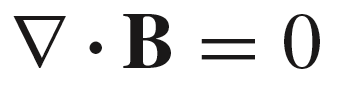 ∇ · B = 0